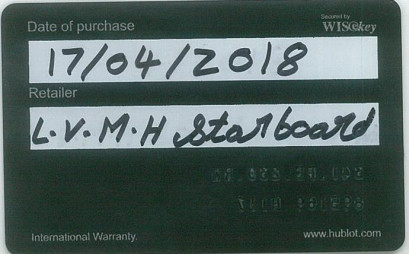 Date of purchase
Secured by
WISekey
17/04/2018
Retailer
L.V.M.H Starboard
International Warranty.
www.hublot.com